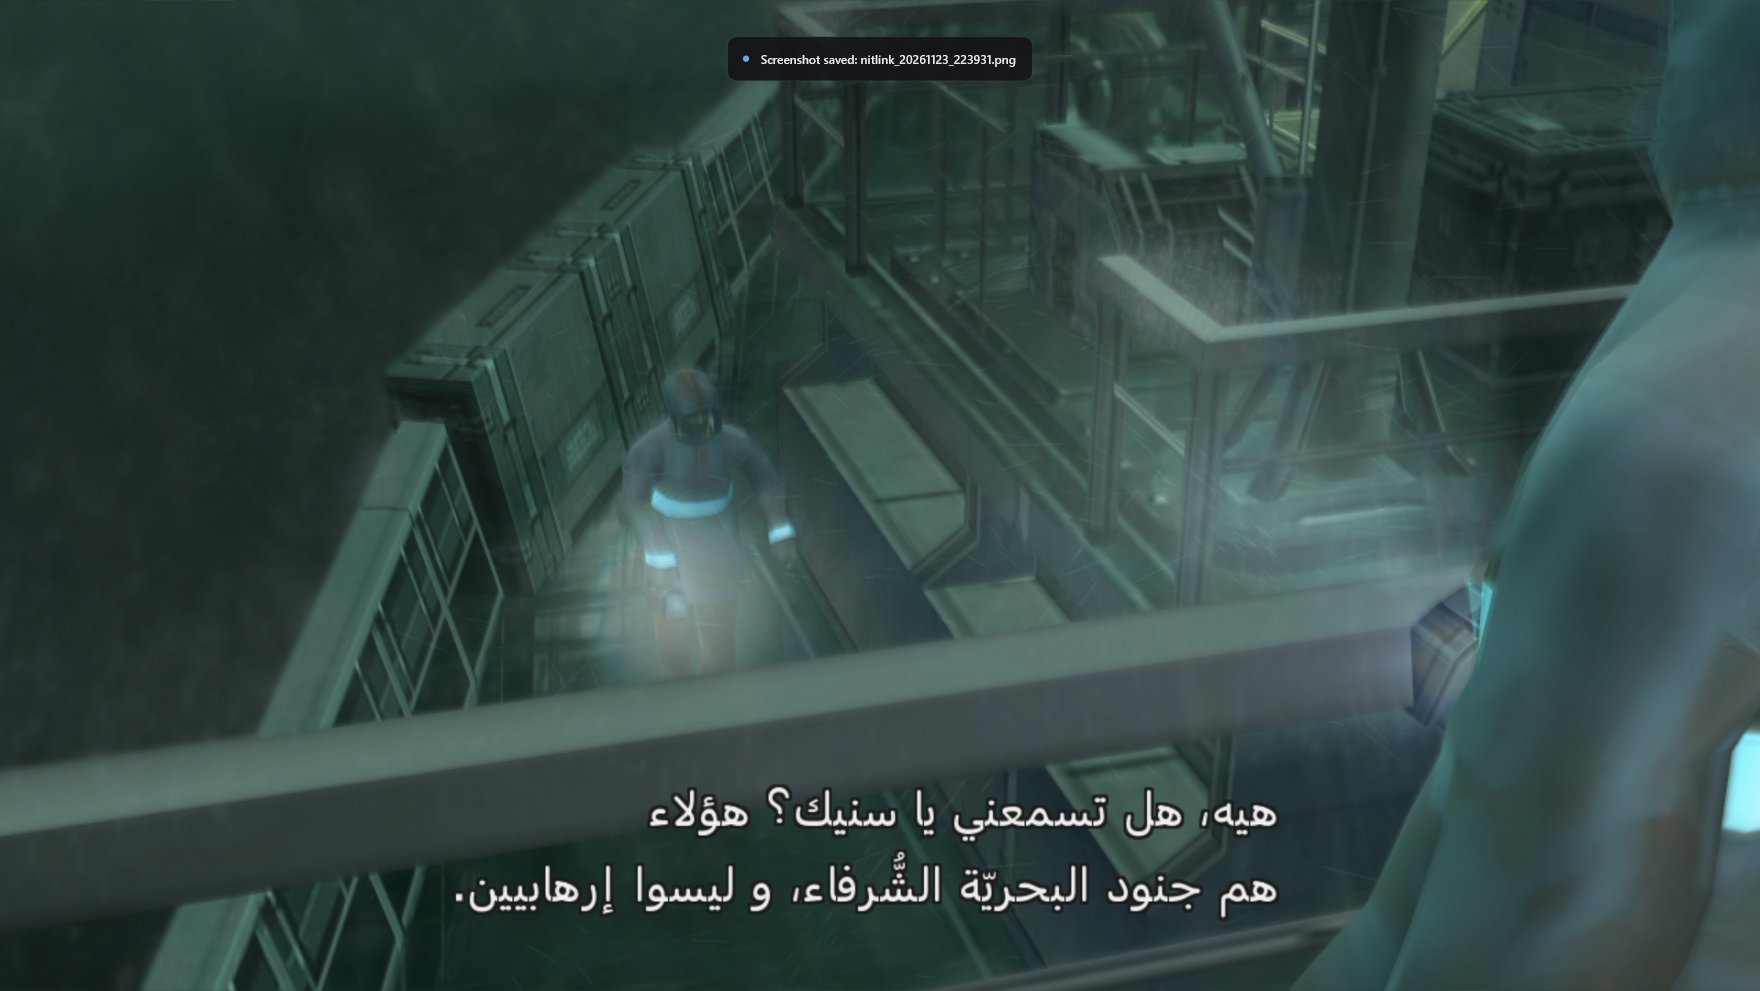 Screenshot saved: nitlink_20261123_223931.png
هيه، هل تسمعني يا سنيك؟ هؤلاء
هم جنود البحريّة الشُّرفاء، و ليسوا إرهابيين.